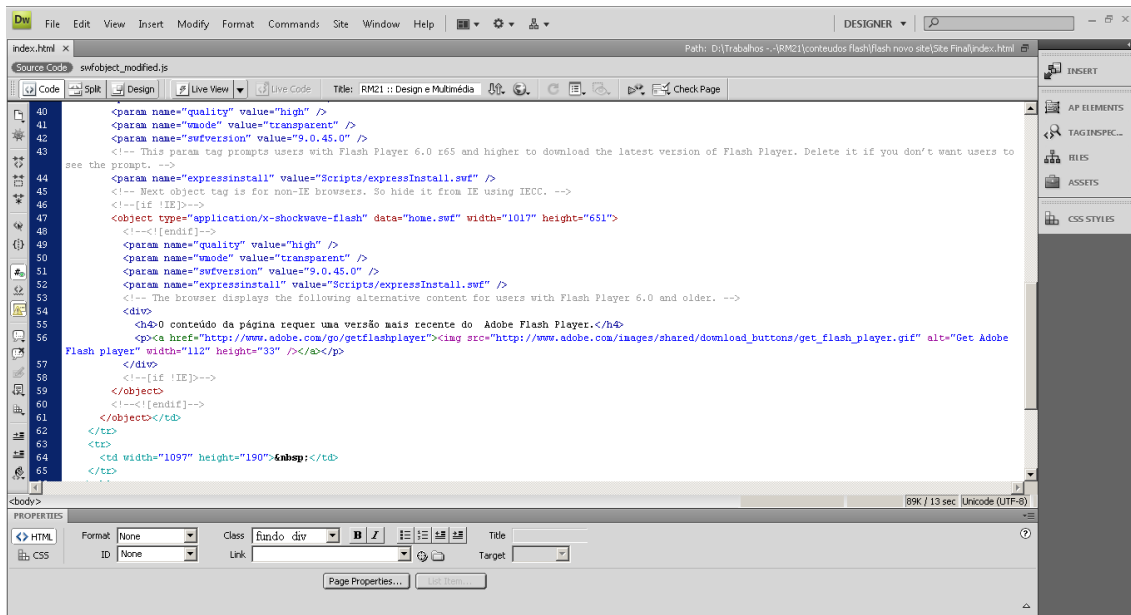 Dw File Edit View Insert Modify Format Commands Site Window Help DESIGNER
index.html × Path: D:\Trabalhos -.-\RM21\conteudos flash\flash novo site\Site Final\index.html
Source Code swfobject_modified.js
Code Split Design Live View Live Code Title: RM21 :: Design e Multimédia Check Page
40 <param name="quality" value="high" />
41 <param name="wmode" value="transparent" />
42 <param name="swfversion" value="9.0.45.0" />
43 <!-- This param tag prompts users with Flash Player 6.0 r65 and higher to download the latest version of Flash Player. Delete it if you don't want users to
see the prompt. -->
44 <param name="expressinstall" value="Scripts/expressInstall.swf" />
45 <!-- Next object tag is for non-IE browsers. So hide it from IE using IECC. -->
46 <!--[if !IE]>-->
47 <object type="application/x-shockwave-flash" data="home.swf" width="1017" height="651">
48 <!--<![endif]-->
49 <param name="quality" value="high" />
50 <param name="wmode" value="transparent" />
51 <param name="swfversion" value="9.0.45.0" />
52 <param name="expressinstall" value="Scripts/expressInstall.swf" />
53 <!-- The browser displays the following alternative content for users with Flash Player 6.0 and older. -->
54 <div>
55 <h4>O conteúdo da página requer uma versão mais recente do Adobe Flash Player.</h4>
56 <p><a href="http://www.adobe.com/go/getflashplayer"><img src="http://www.adobe.com/images/shared/download_buttons/get_flash_player.gif" alt="Get Adobe
Flash player" width="112" height="33" /></a></p>
57 </div>
58 <!--[if !IE]>-->
59 </object>
60 <!--<![endif]-->
61 </object></td>
62 </tr>
63 <tr>
64 <td width="1097" height="190">&nbsp;</td>
65 </tr>
<body> 89K / 13 sec Unicode (UTF-8)
PROPERTIES
HTML Format None Class fundo div B I Title
CSS ID None Link Target
Page Properties... List Item...
INSERT
AP ELEMENTS
TAG INSPEC...
FILES
ASSETS
CSS STYLES